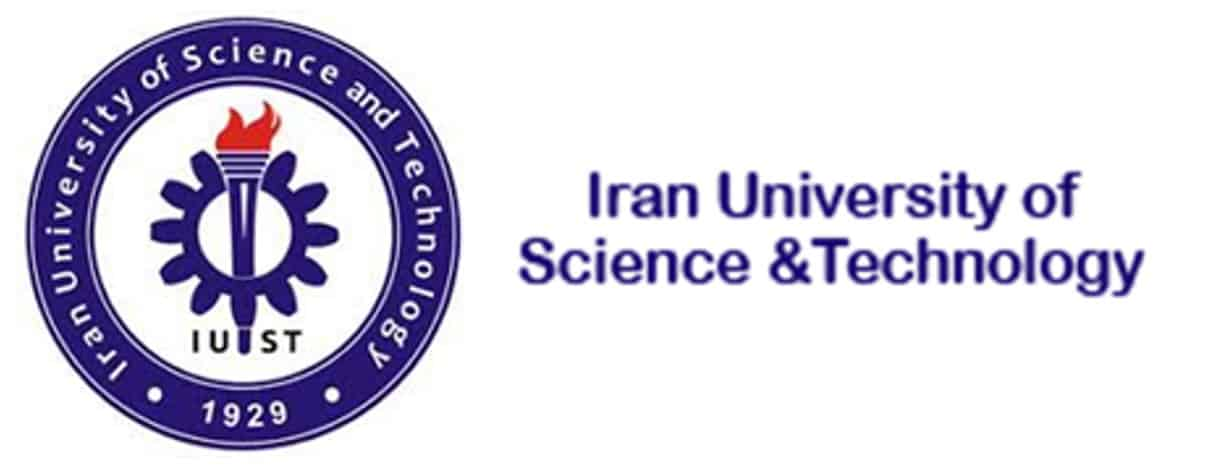 Iran University of Science and Technology
IUST
1929
Iran University of
Science &Technology